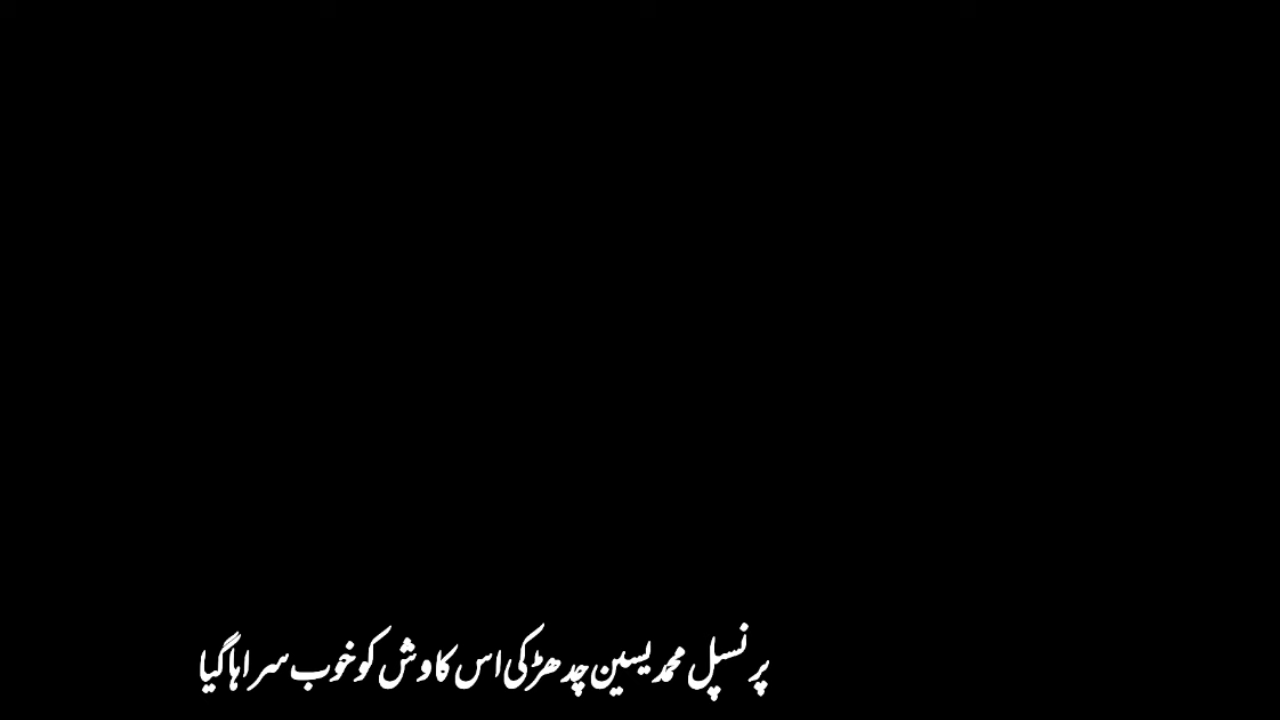 پرنسپل محمد یسین چدھڑ کی اس کاوش کو خوب سراہا گیا